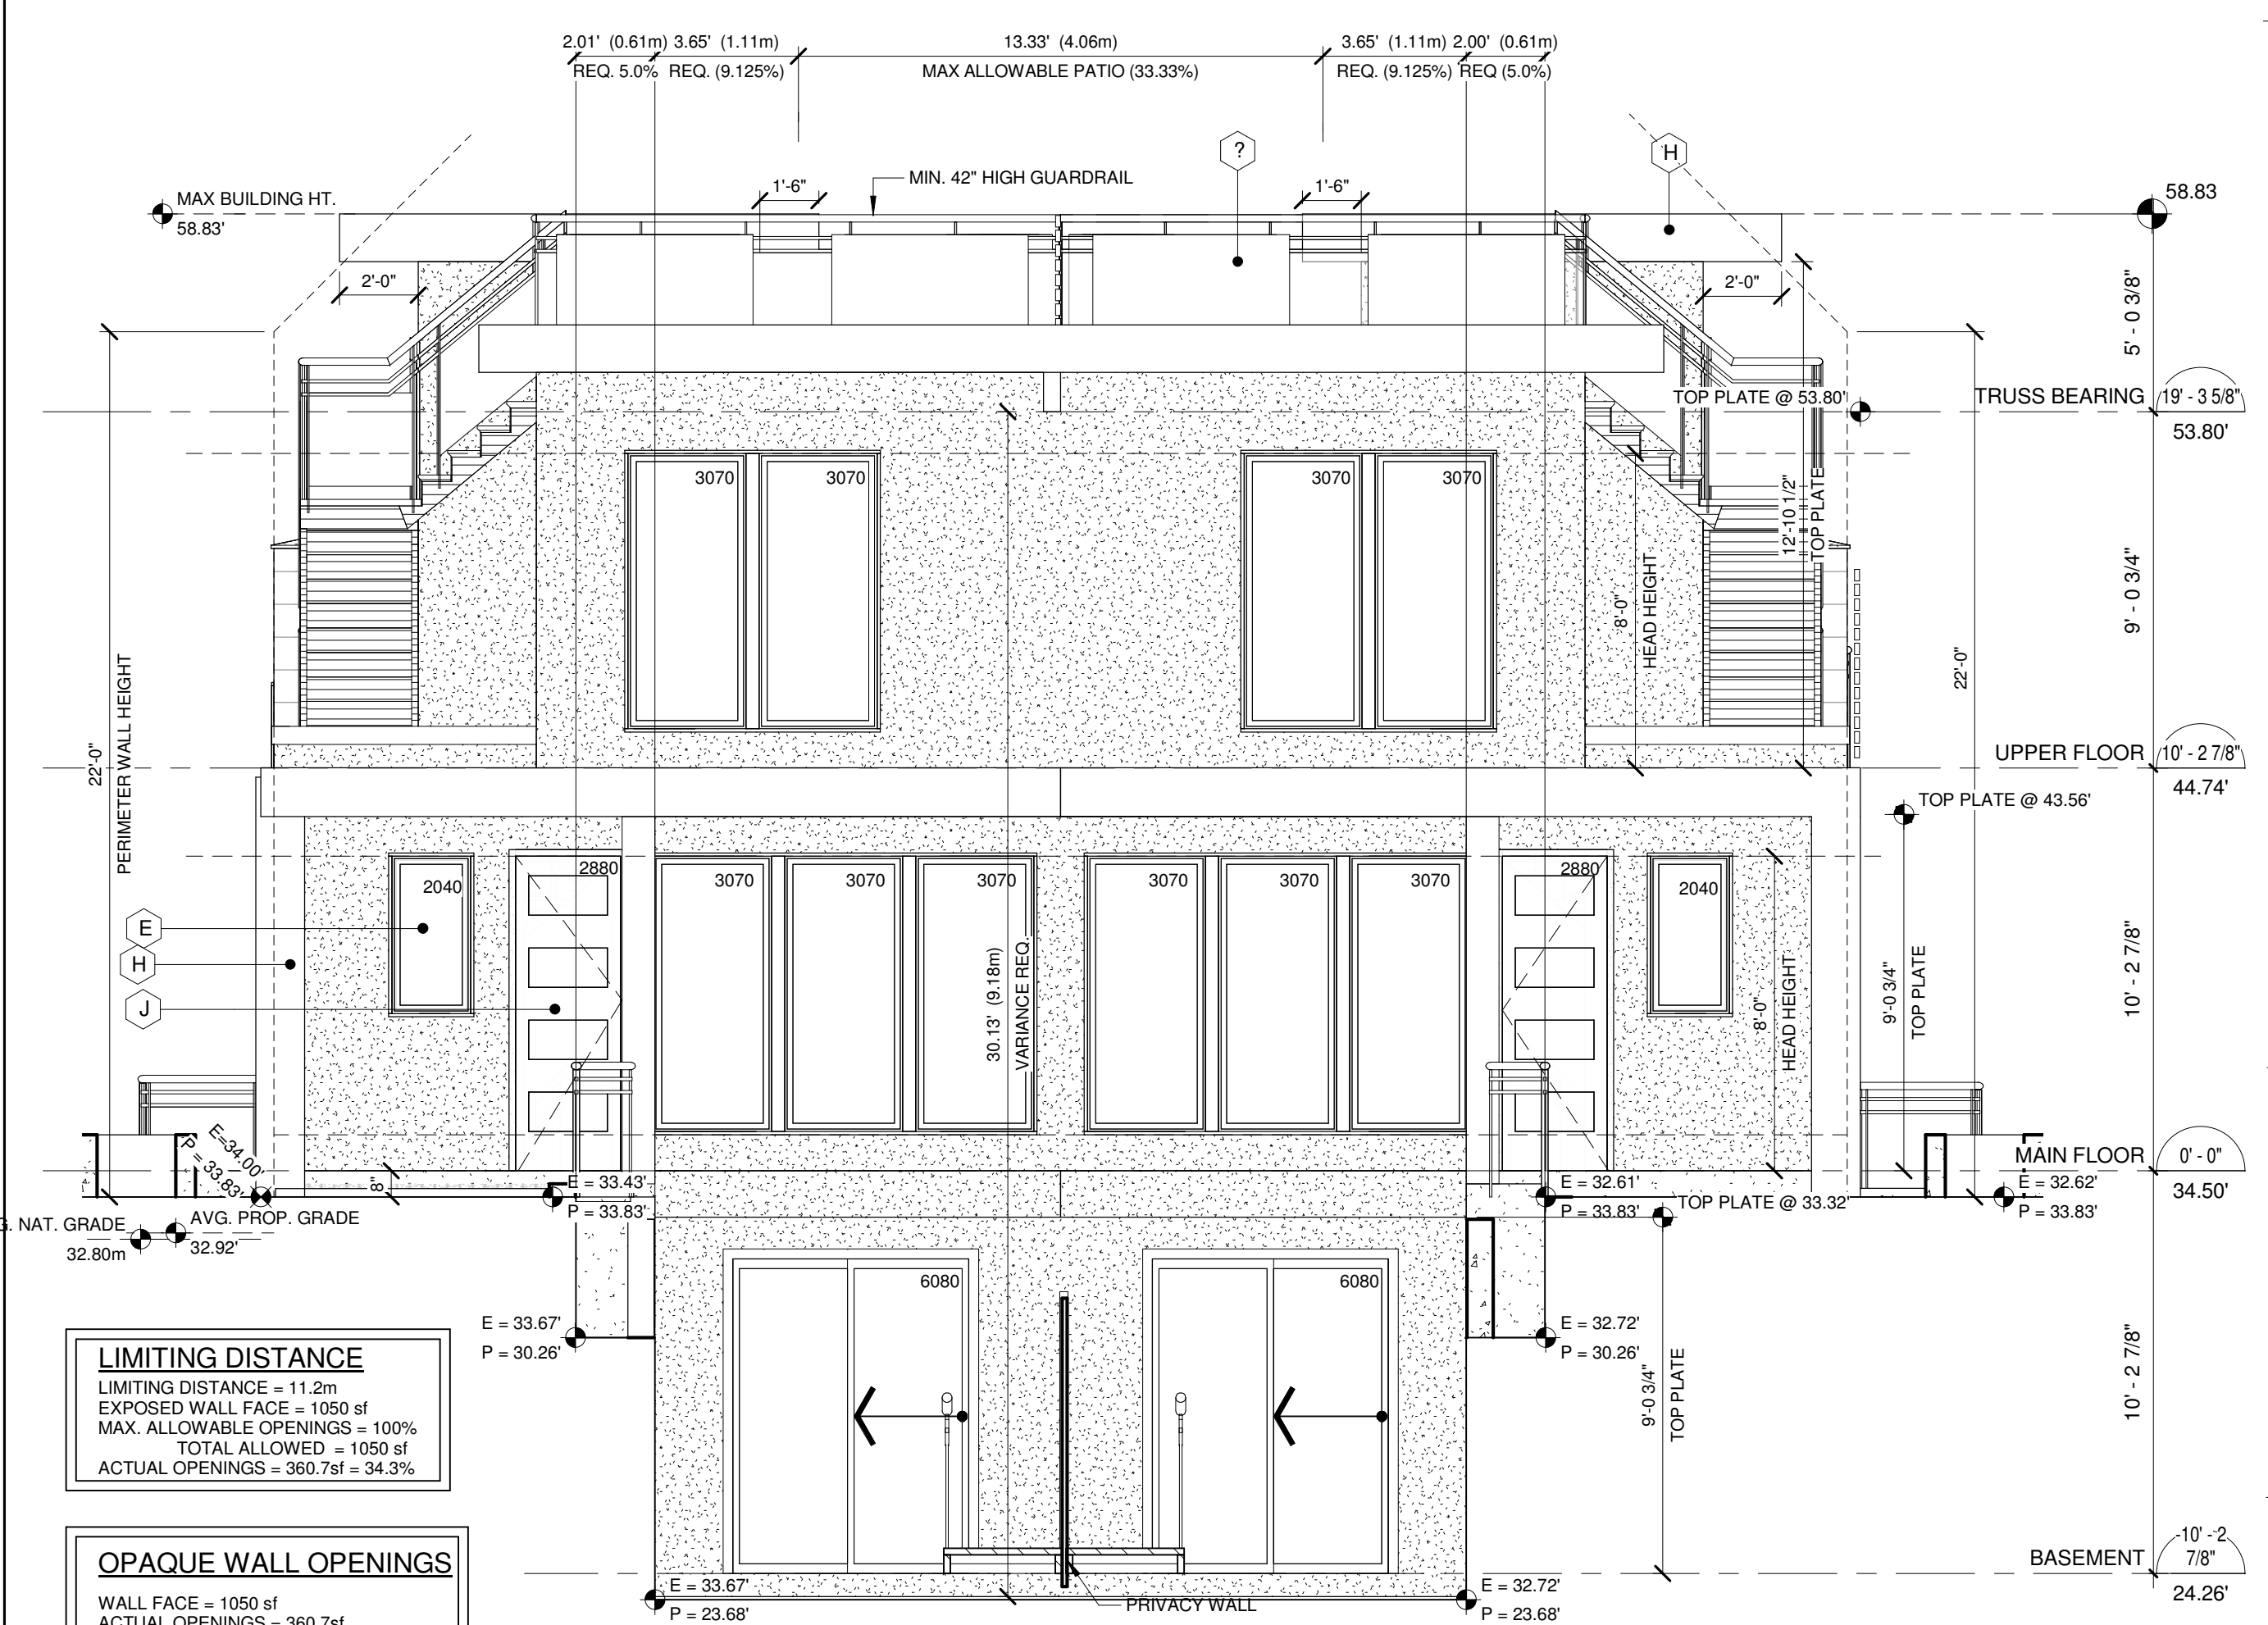 2.01' (0.61m) 3.65' (1.11m) 13.33' (4.06m) 3.65' (1.11m) 2.00' (0.61m)
REQ. 5.0% REQ. (9.125%) MAX ALLOWABLE PATIO (33.33%) REQ. (9.125%) REQ (5.0%)
? H
MIN. 42" HIGH GUARDRAIL
1'-6" 1'-6"
MAX BUILDING HT.
58.83'
58.83
2'-0" 2'-0"
5' - 0 3/8"
TOP PLATE @ 53.80'
TRUSS BEARING 19' - 3 5/8"
53.80'
3070 3070 3070 3070
12'-10 1/2"
TOP PLATE
8'-0"
HEAD HEIGHT
9' - 0 3/4"
22'-0"
22'-0"
PERIMETER WALL HEIGHT
UPPER FLOOR 10' - 2 7/8"
44.74'
TOP PLATE @ 43.56'
2040 2880 3070 3070 3070 3070 3070 3070 2880 2040
E
H
J
30.13' (9.18m)
VARIANCE REQ.
8'-0"
HEAD HEIGHT
9'-0 3/4"
TOP PLATE
10' - 2 7/8"
E=34.00'
P = 33.83'
8"
E = 33.43'
P = 33.83'
E = 32.61'
P = 33.83'
TOP PLATE @ 33.32'
MAIN FLOOR 0' - 0"
34.50'
E = 32.62'
P = 33.83'
G. NAT. GRADE
32.80m
AVG. PROP. GRADE
32.92'
6080 6080
E = 33.67'
P = 30.26'
E = 32.72'
P = 30.26'
9'-0 3/4"
TOP PLATE
10' - 2 7/8"
LIMITING DISTANCE
LIMITING DISTANCE = 11.2m
EXPOSED WALL FACE = 1050 sf
MAX. ALLOWABLE OPENINGS = 100%
TOTAL ALLOWED = 1050 sf
ACTUAL OPENINGS = 360.7sf = 34.3%
OPAQUE WALL OPENINGS
WALL FACE = 1050 sf
ACTUAL OPENINGS = 360.7sf
E = 33.67'
P = 23.68'
PRIVACY WALL
E = 32.72'
P = 23.68'
BASEMENT -10' - 2
7/8"
24.26'